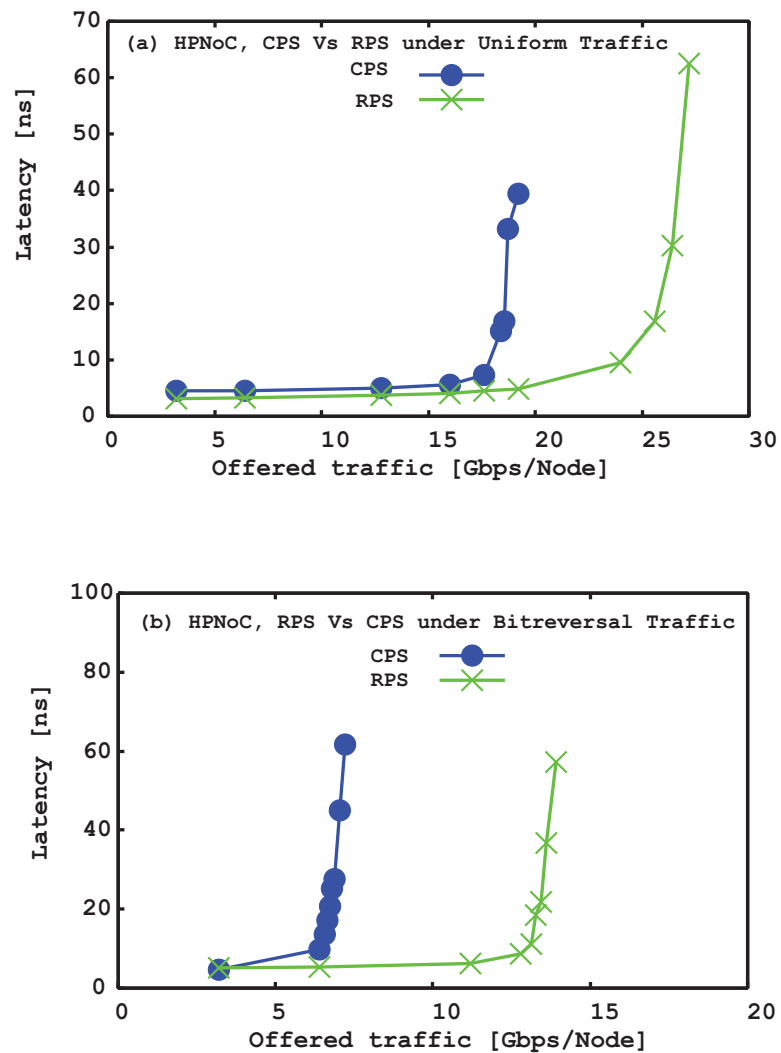 70
(a) HPNoC, CPS Vs RPS under Uniform Traffic
CPS
60
RPS
50
Latency [ns]
40
30
20
10
0
0 5 10 15 20 25 30
Offered traffic [Gbps/Node]
100
(b) HPNoC, RPS Vs CPS under Bitreversal Traffic
CPS
RPS
80
Latency [ns]
60
40
20
0
0 5 10 15 20
Offered traffic [Gbps/Node]